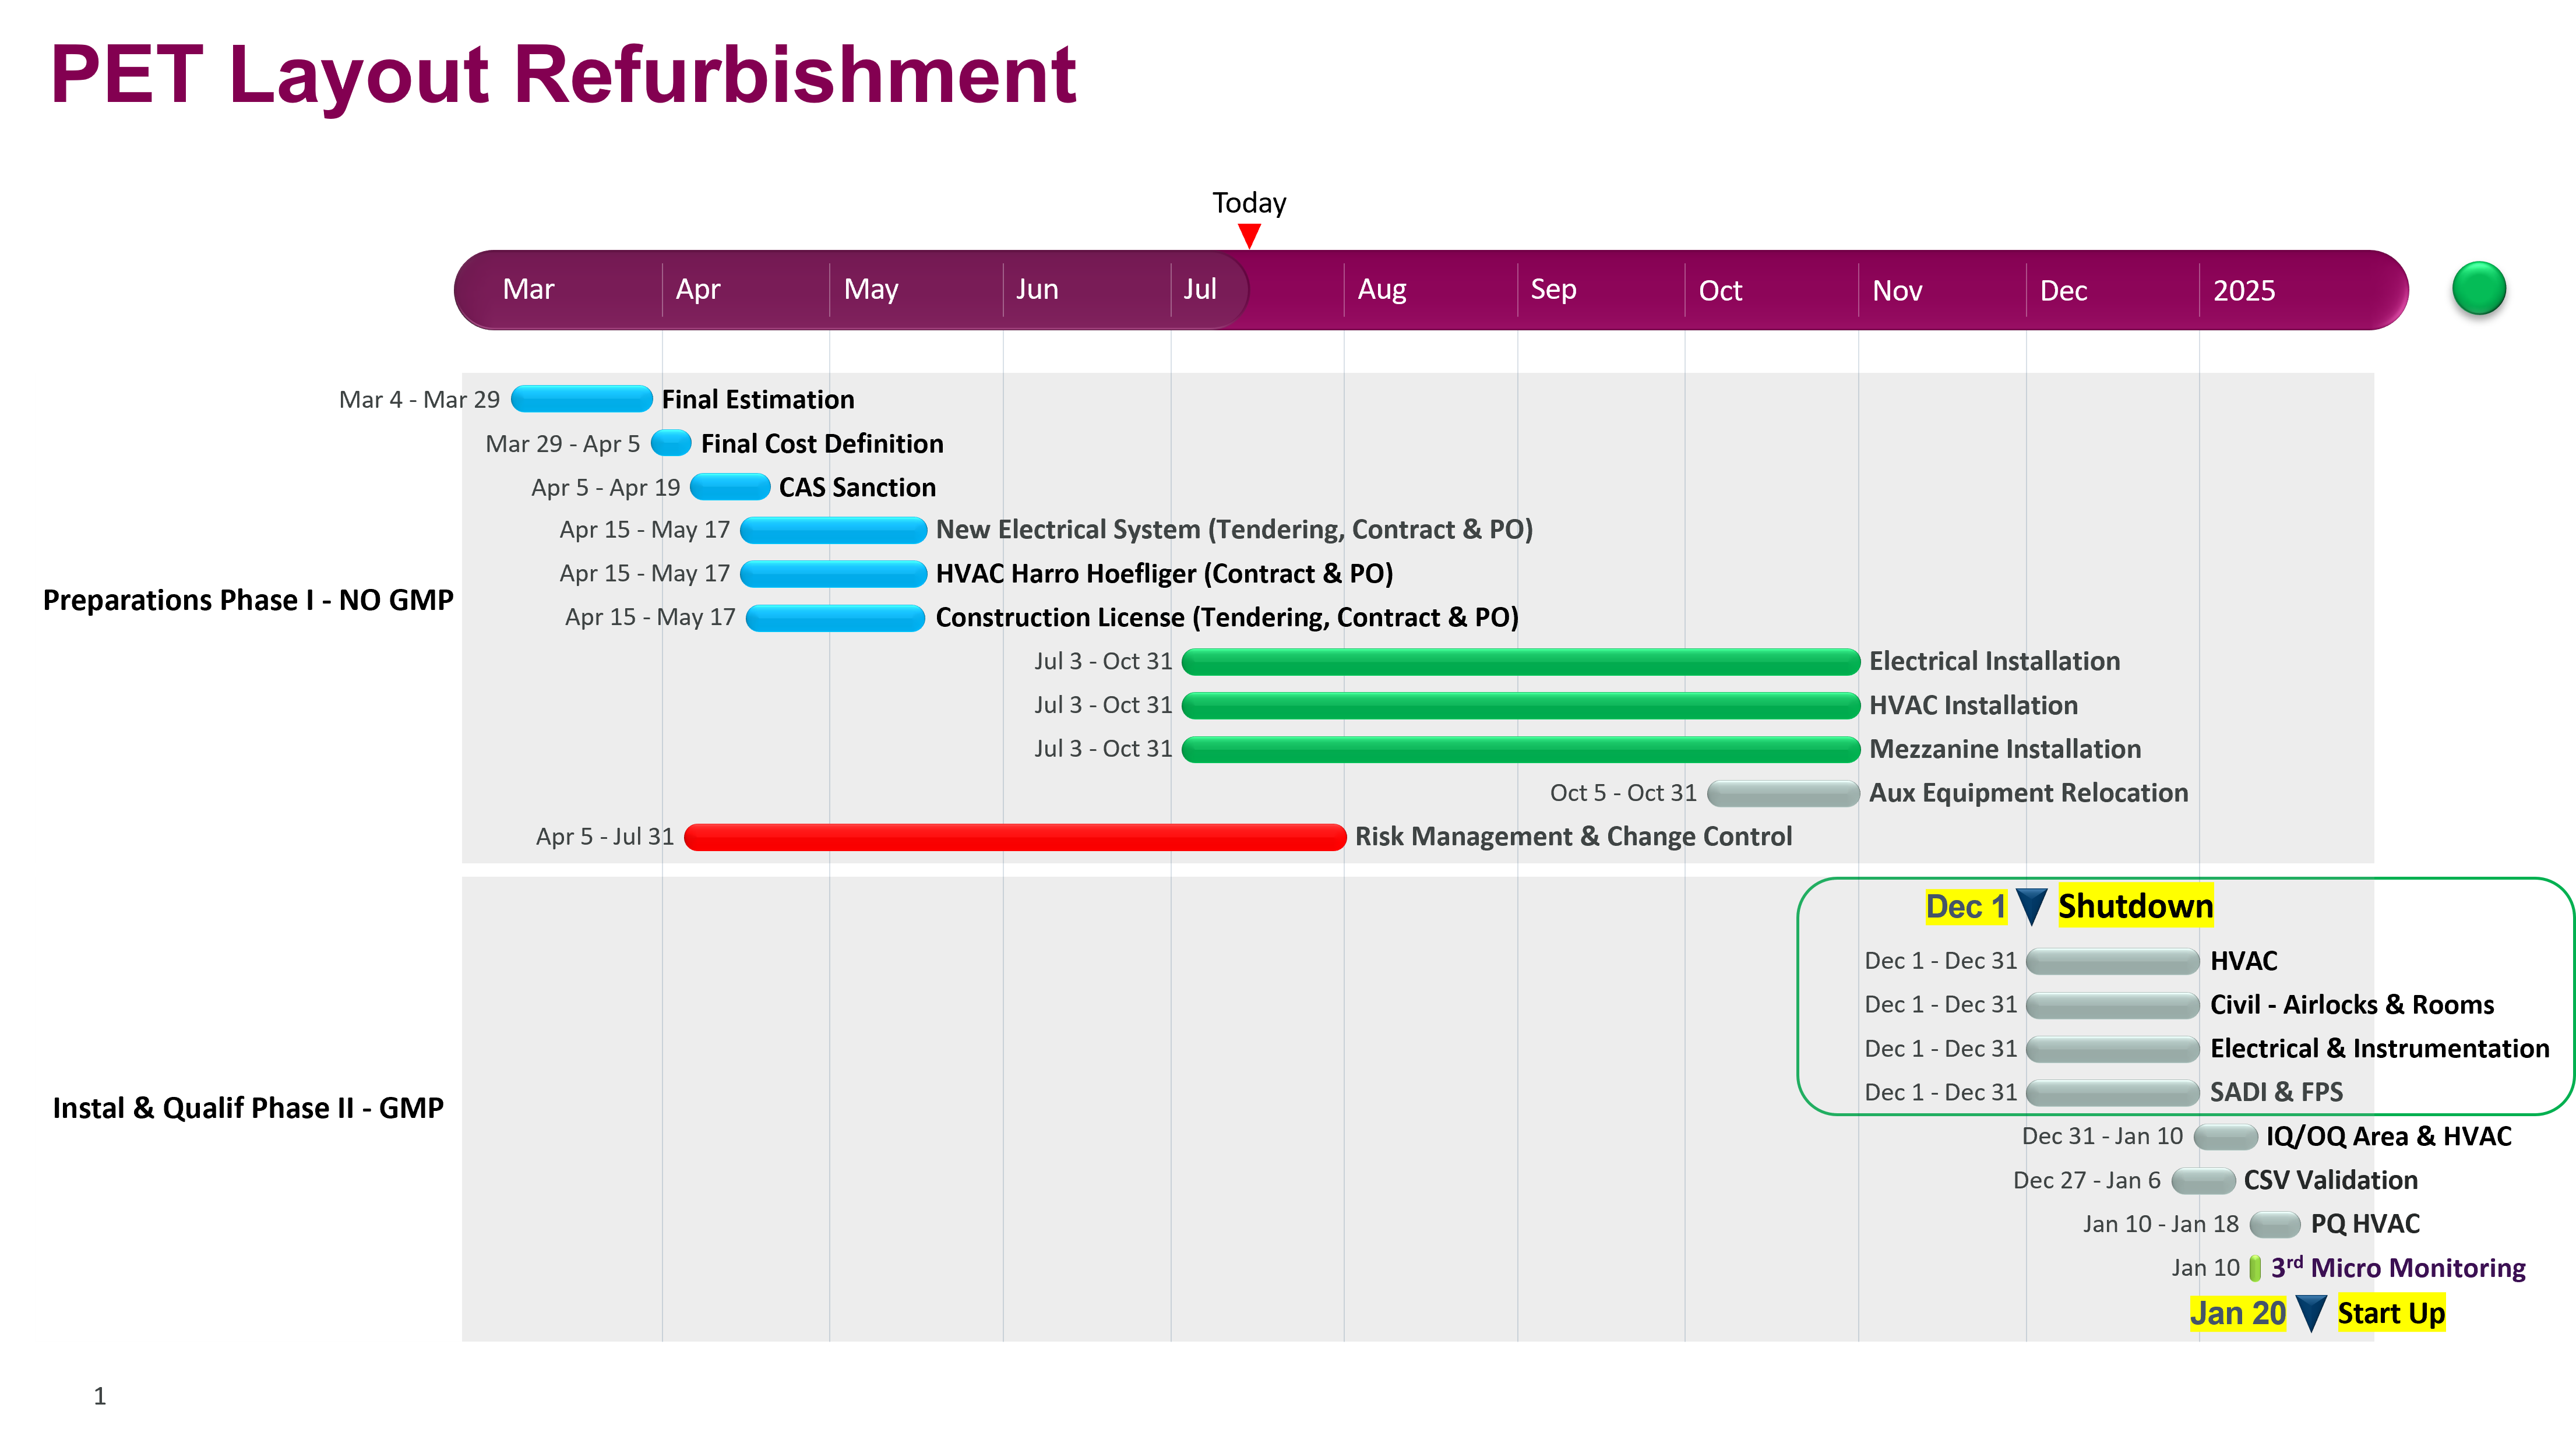 PET Layout Refurbishment
Today
Mar Apr May Jun Jul Aug Sep Oct Nov Dec 2025
Preparations Phase I - NO GMP
Mar 4 - Mar 29 Final Estimation
Mar 29 - Apr 5 Final Cost Definition
Apr 5 - Apr 19 CAS Sanction
Apr 15 - May 17 New Electrical System (Tendering, Contract & PO)
Apr 15 - May 17 HVAC Harro Hoefliger (Contract & PO)
Apr 15 - May 17 Construction License (Tendering, Contract & PO)
Jul 3 - Oct 31 Electrical Installation
Jul 3 - Oct 31 HVAC Installation
Jul 3 - Oct 31 Mezzanine Installation
Oct 5 - Oct 31 Aux Equipment Relocation
Apr 5 - Jul 31 Risk Management & Change Control
Instal & Qualif Phase II - GMP
Dec 1 Shutdown
Dec 1 - Dec 31 HVAC
Dec 1 - Dec 31 Civil - Airlocks & Rooms
Dec 1 - Dec 31 Electrical & Instrumentation
Dec 1 - Dec 31 SADI & FPS
Dec 31 - Jan 10 IQ/OQ Area & HVAC
Dec 27 - Jan 6 CSV Validation
Jan 10 - Jan 18 PQ HVAC
Jan 10 3rd Micro Monitoring
Jan 20 Start Up
1